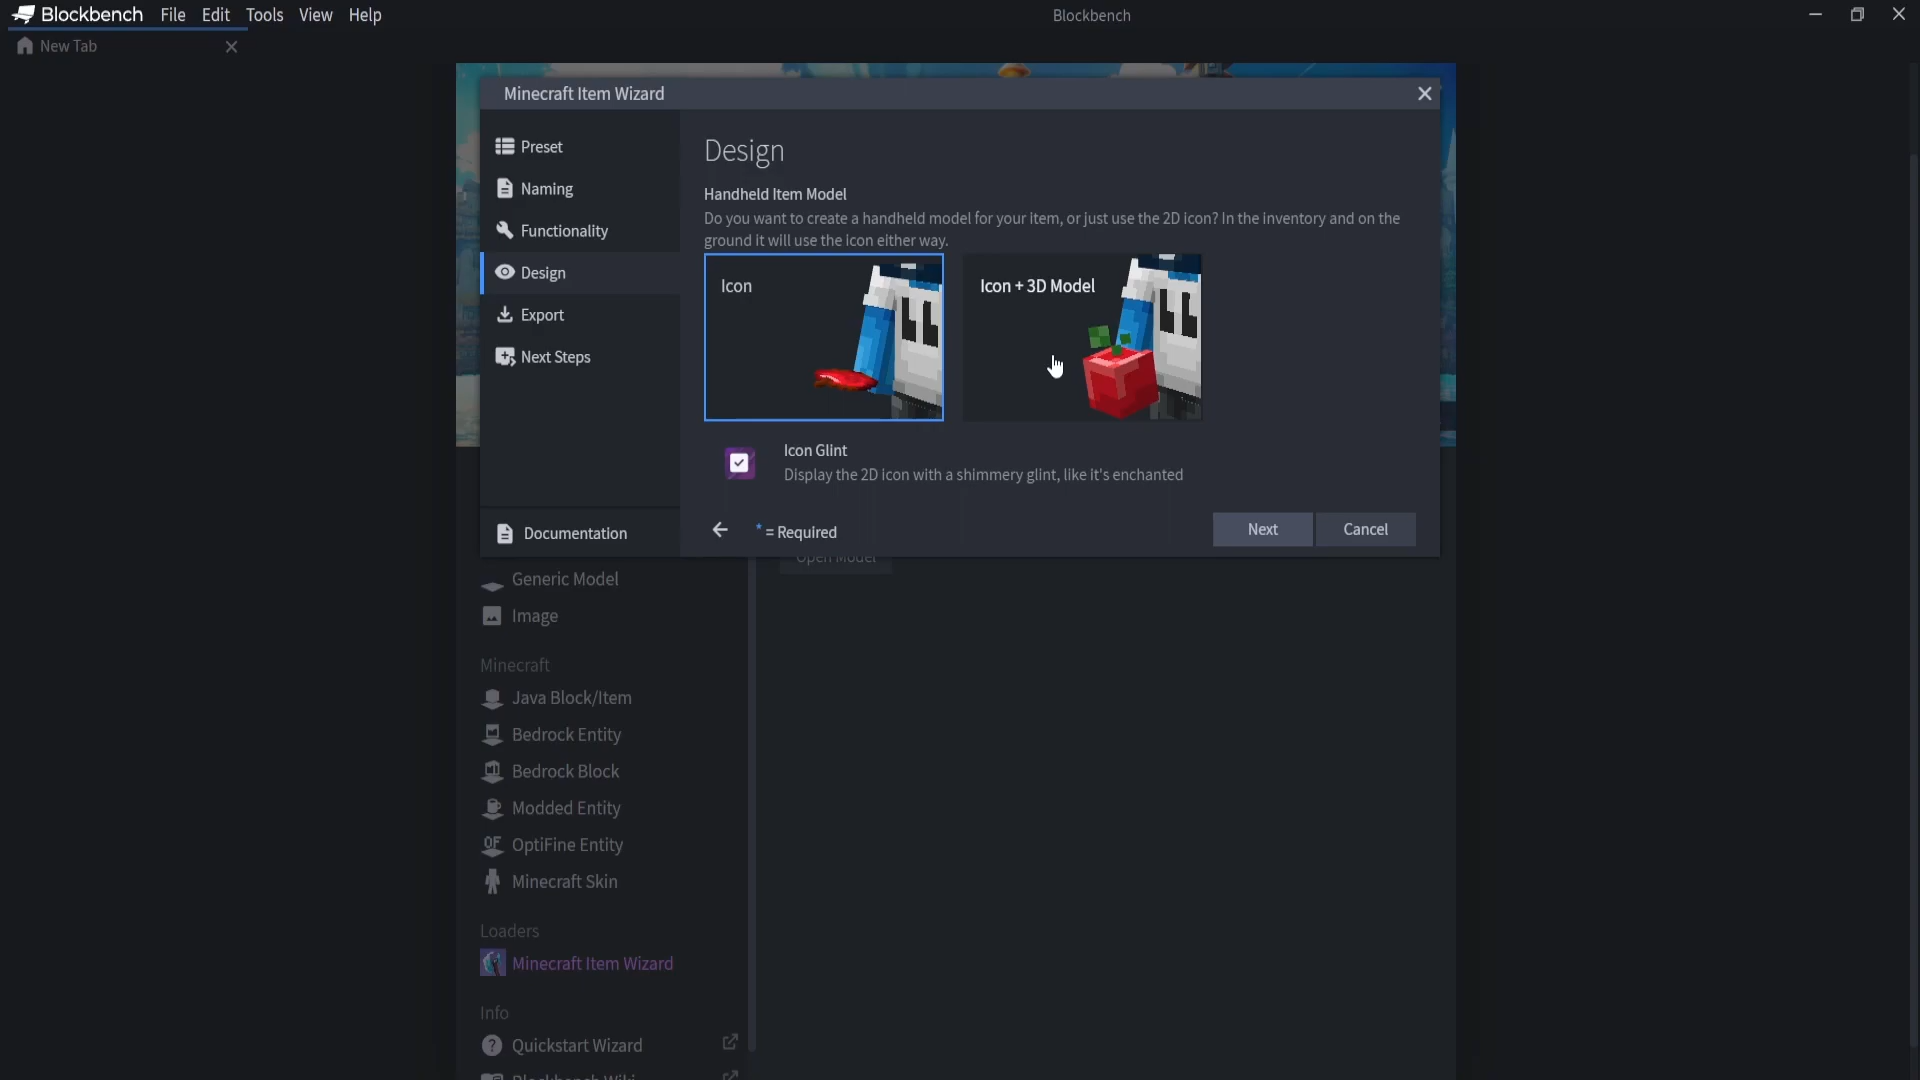 Blockbench File Edit Tools View Help
Blockbench
New Tab
Minecraft Item Wizard
Preset
Naming
Functionality
Design
Export
Next Steps
Documentation
Design
Handheld Item Model
Do you want to create a handheld model for your item, or just use the 2D icon? In the inventory and on the
ground it will use the icon either way.
Icon
Icon + 3D Model
Icon Glint
Display the 2D icon with a shimmery glint, like it's enchanted
* = Required
Next
Cancel
Open Model
Generic Model
Image
Minecraft
Java Block/Item
Bedrock Entity
Bedrock Block
Modded Entity
OF OptiFine Entity
Minecraft Skin
Loaders
Minecraft Item Wizard
Info
? Quickstart Wizard
Blockbench Wiki